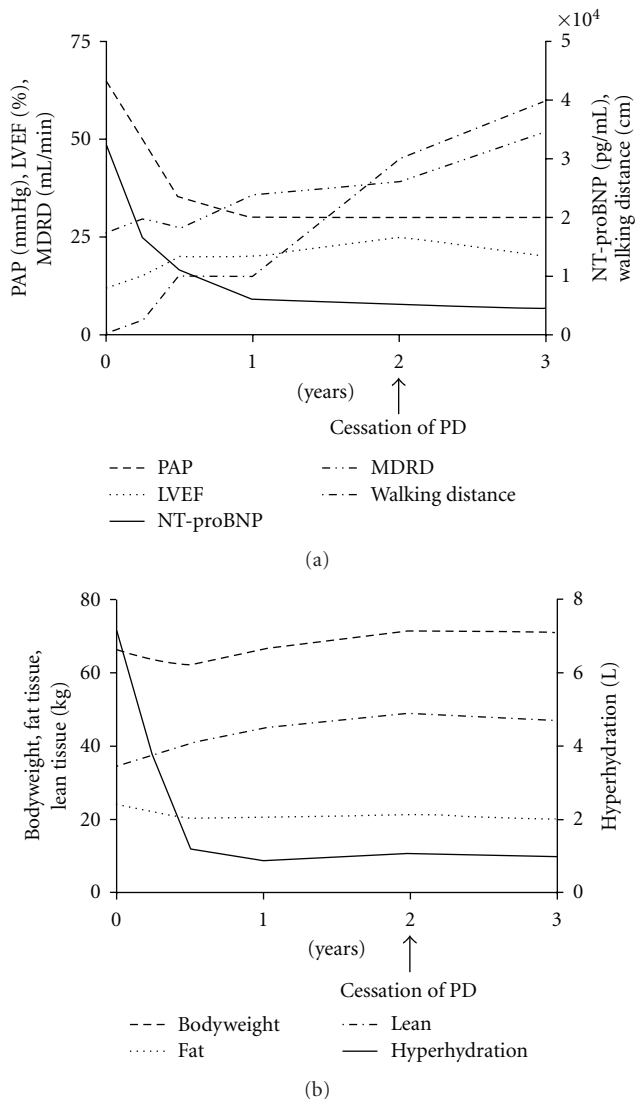 ×10⁴
75
50
25
0
PAP (mmHg), LVEF (%),
MDRD (mL/min)
5
4
3
2
1
0
NT-proBNP (pg/mL),
walking distance (cm)
0 1 2 3
(years)
Cessation of PD
PAP
LVEF
NT-proBNP
MDRD
Walking distance
(a)
80
60
40
20
0
Bodyweight, fat tissue,
lean tissue (kg)
8
6
4
2
0
Hyperhydration (L)
0 1 2 3
(years)
Cessation of PD
Bodyweight
Fat
Lean
Hyperhydration
(b)